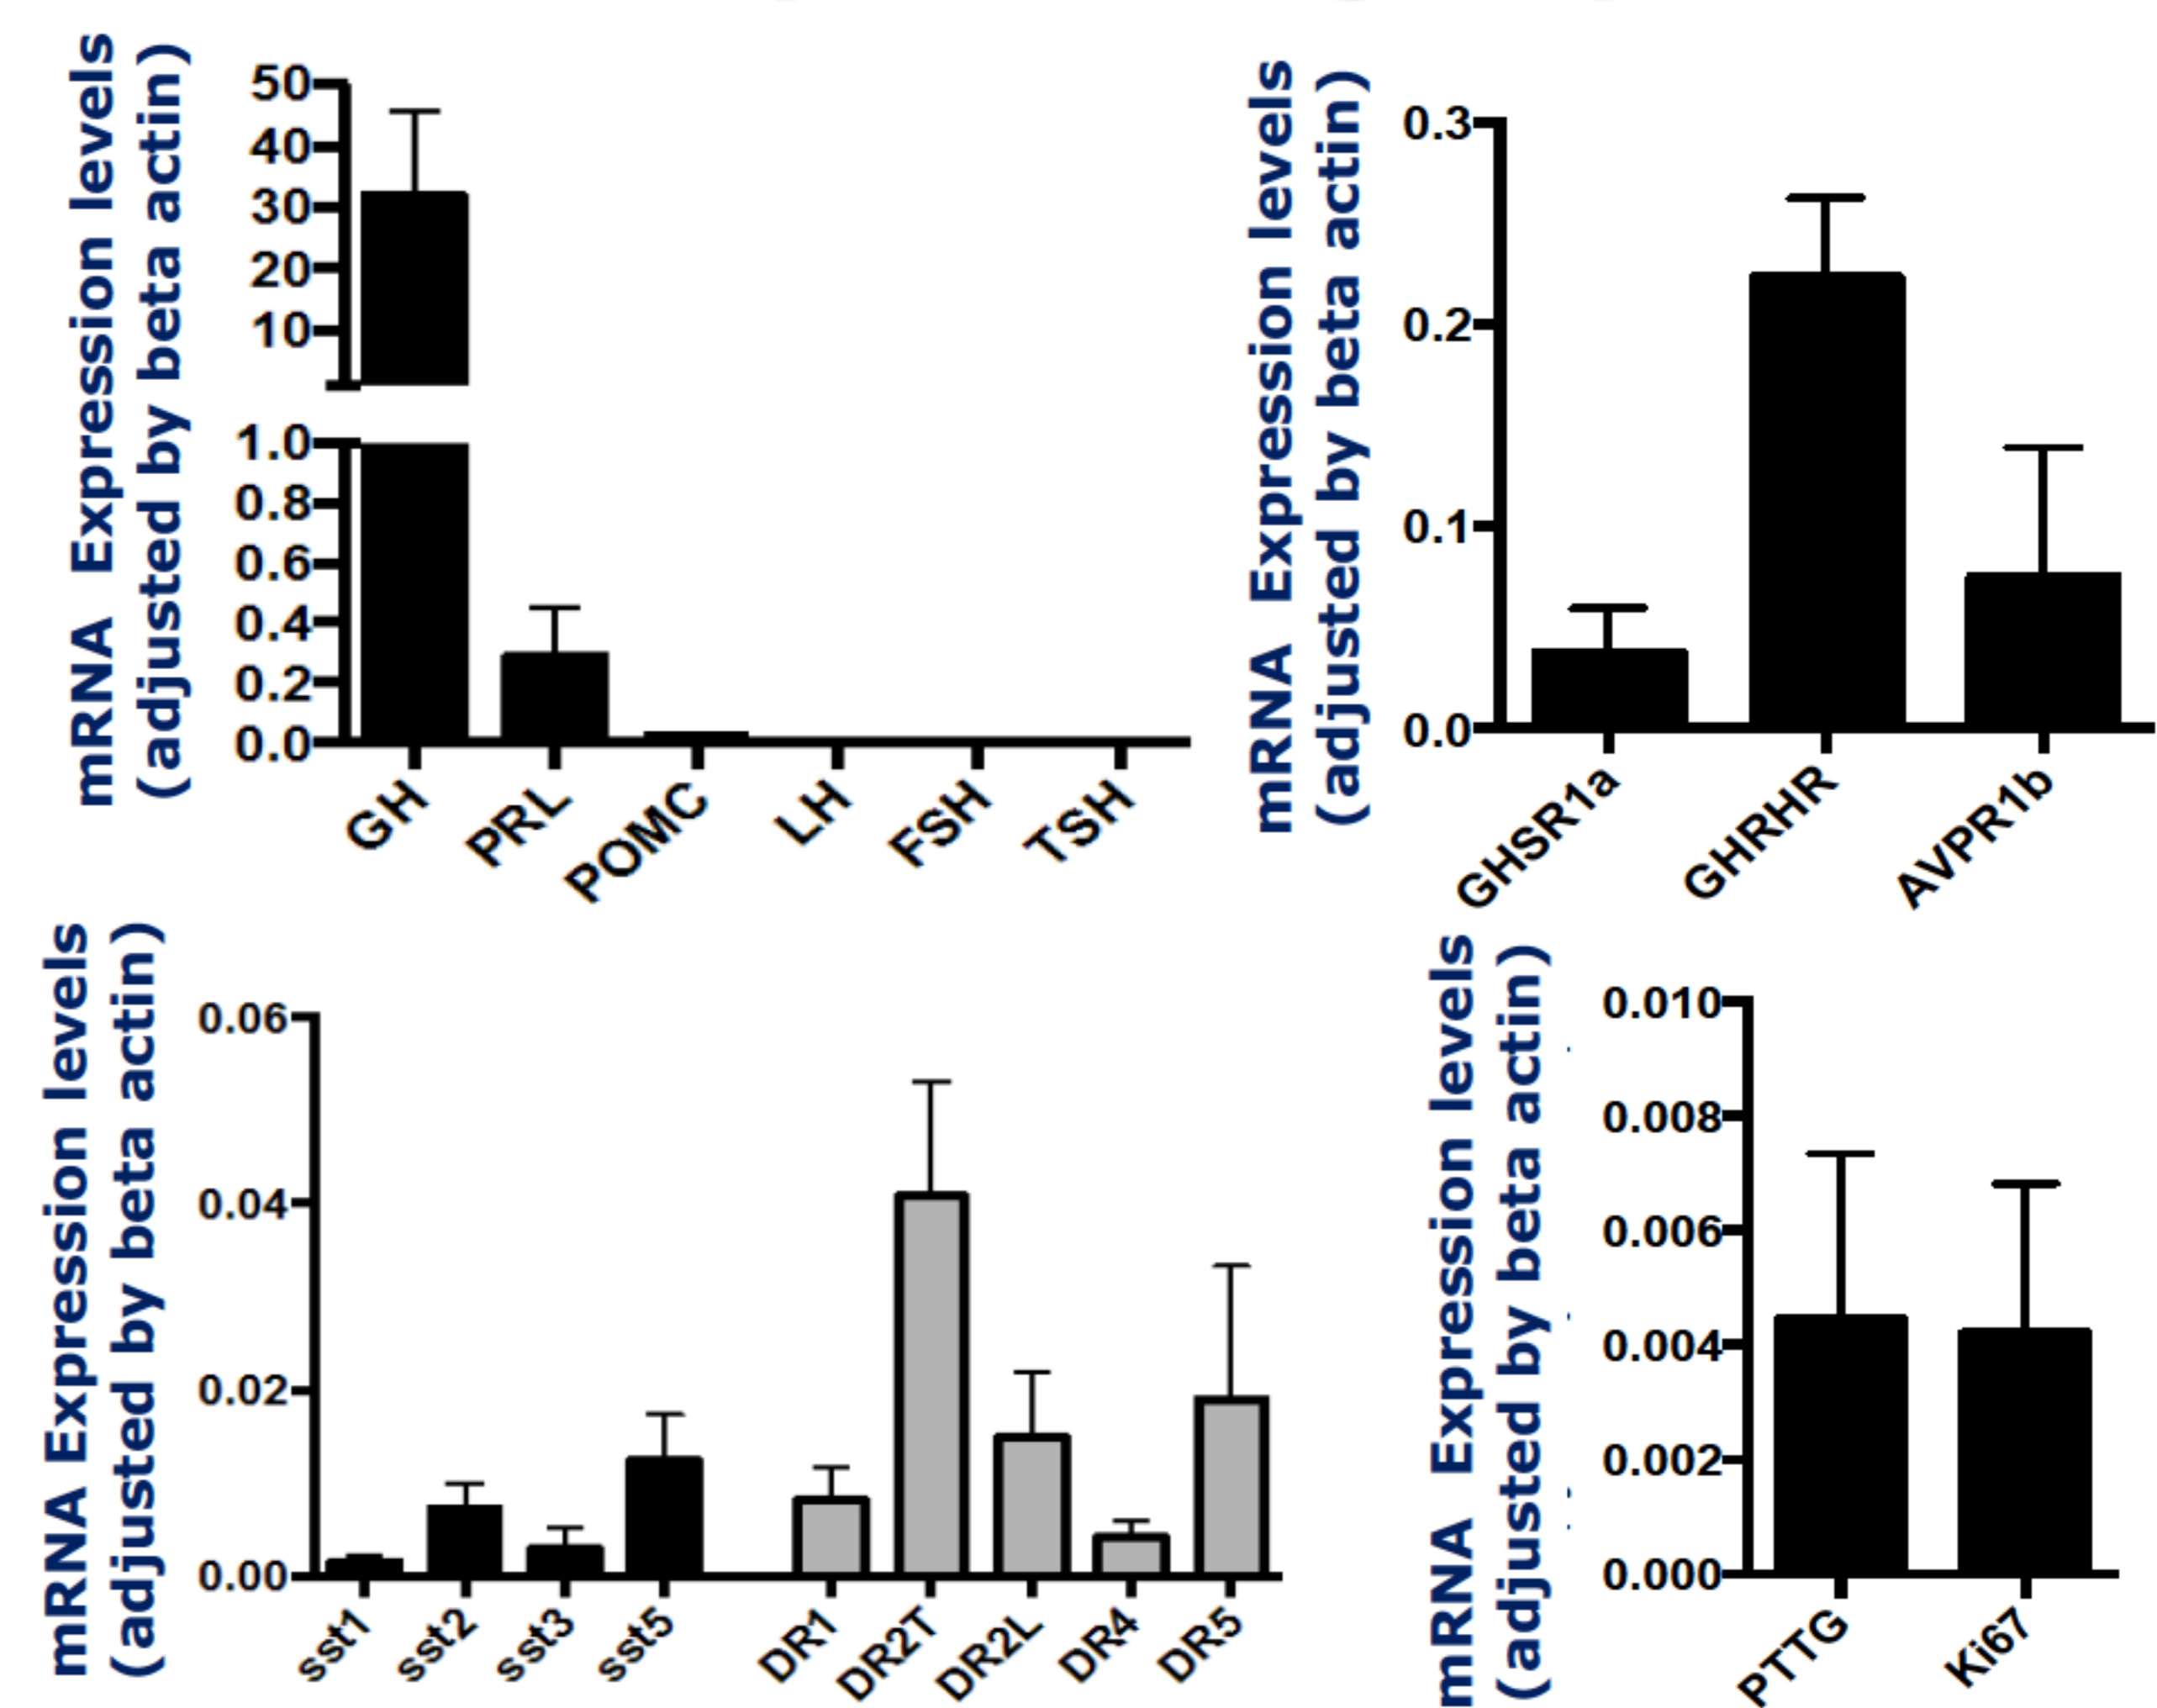 mRNA Expression levels
(adjusted by beta actin)
50
40
30
20
10
1.0
0.8
0.6
0.4
0.2
0.0
GH
PRL
POMC
LH
FSH
TSH
mRNA Expression levels
(adjusted by beta actin)
0.3
0.2
0.1
0.0
GHSR1a
GHRHR
AVPR1b
mRNA Expression levels
(adjusted by beta actin)
0.06
0.04
0.02
0.00
sst1
sst2
sst3
sst5
DR1
DR2T
DR2L
DR4
DR5
mRNA Expression levels
(adjusted by beta actin)
0.010
0.008
0.006
0.004
0.002
0.000
PTTG
Ki67